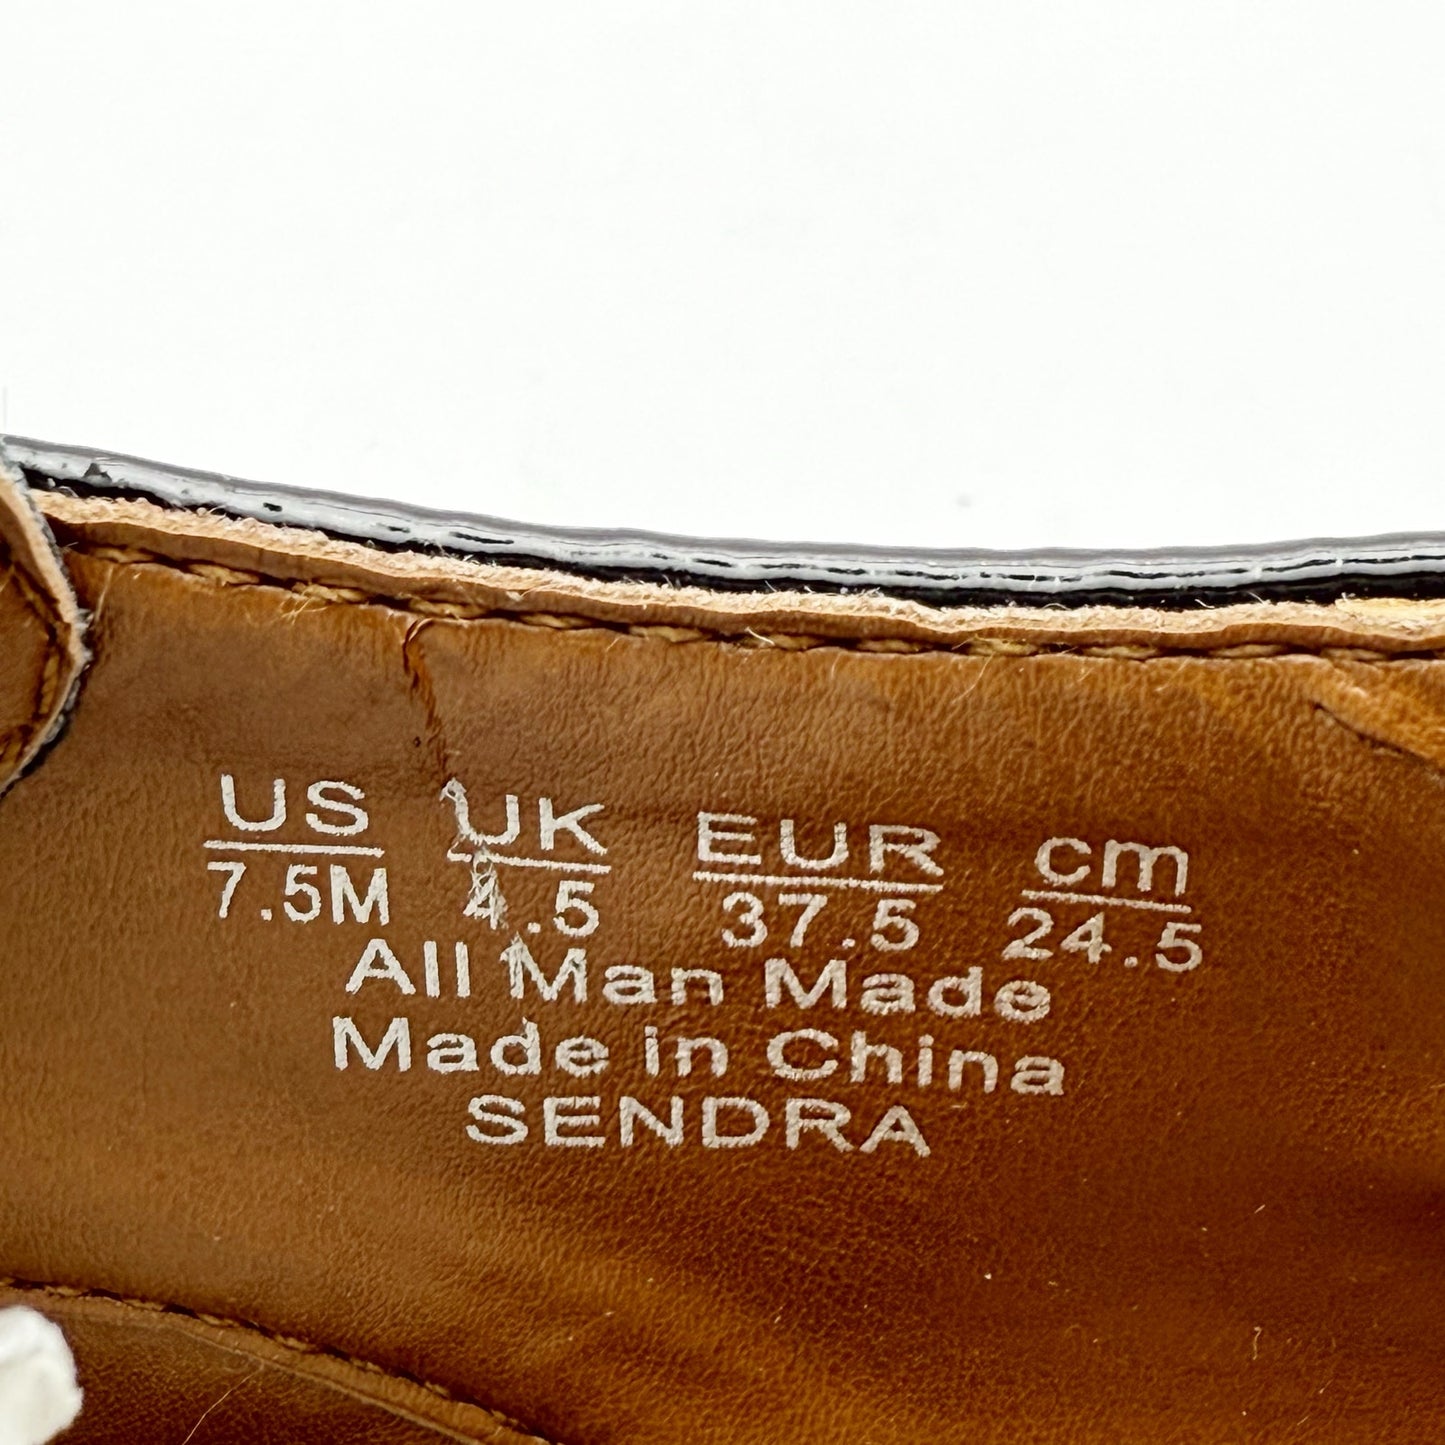 US UK EUR cm
7.5M 4.5 37.5 24.5
All Man Made
Made in China
SENDRA